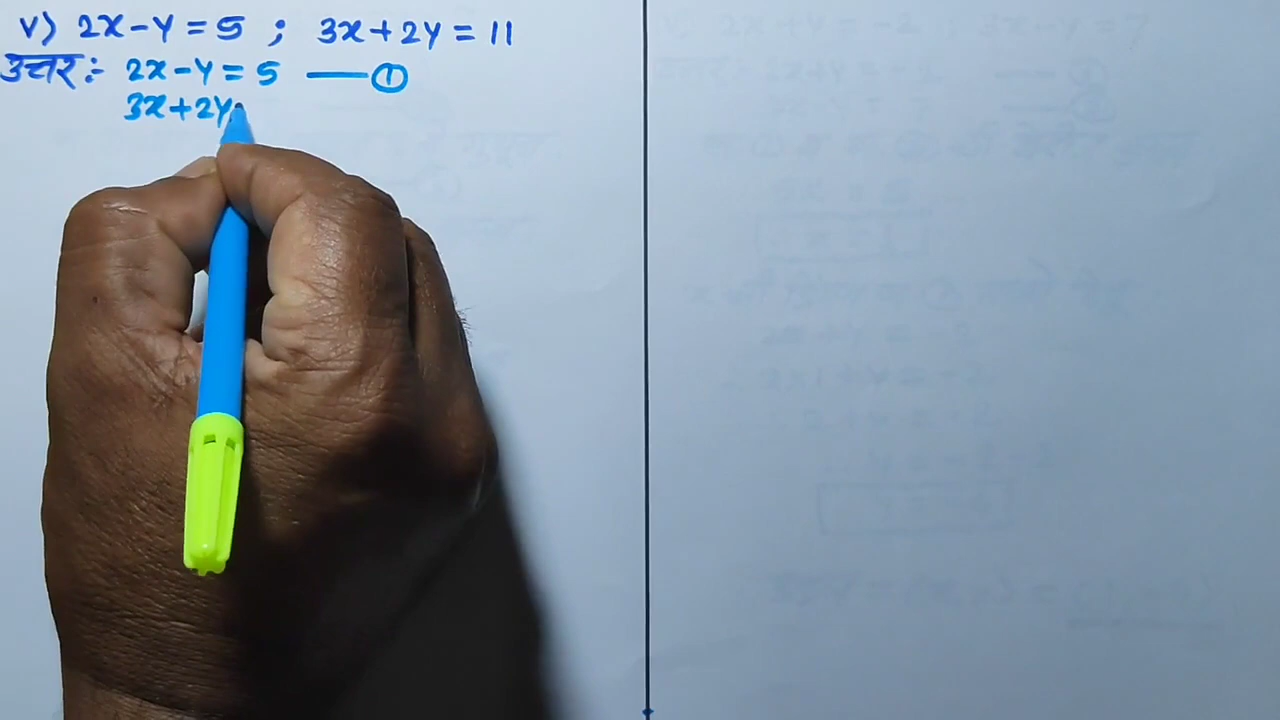 v) 2x-y=5 ; 3x+2y=11
उत्तरः- 2x-y=5 —— ①
3x+2y